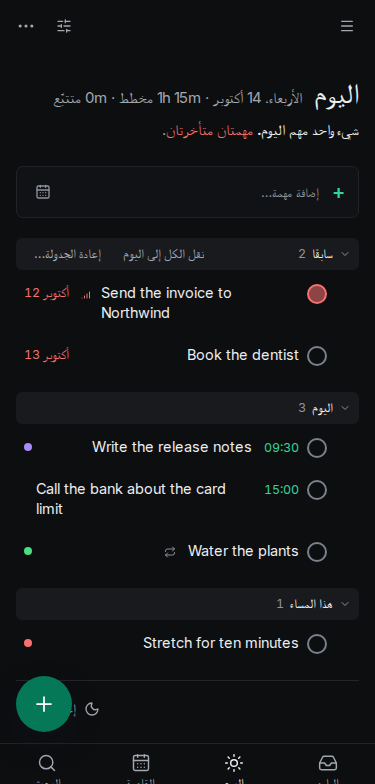 اليوم الأربعاء، 14 أكتوبر · 1h 15m مخطط · 0m متتبَّع
شيء واحد مهم اليوم. مهمتان متأخرتان.
إضافة مهمة...
سابقًا 2 نقل الكل إلى اليوم إعادة الجدولة...
Send the invoice to Northwind 12 أكتوبر
Book the dentist 13 أكتوبر
اليوم 3
09:30 Write the release notes
15:00 Call the bank about the card limit
Water the plants
هذا المساء 1
Stretch for ten minutes